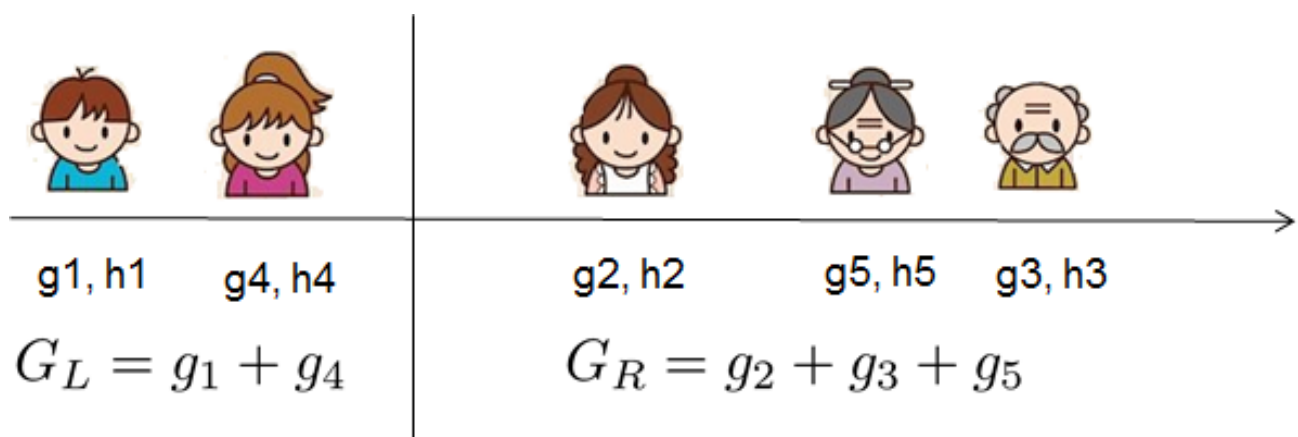 g1, h1 g4, h4 g2, h2 g5, h5 g3, h3
G_L = g_1 + g_4 G_R = g_2 + g_3 + g_5